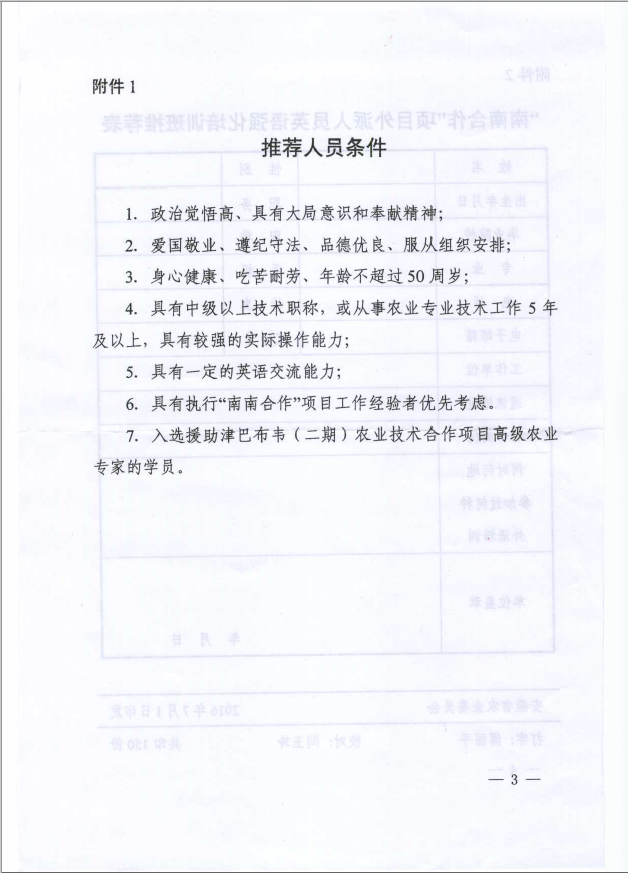 附件1
推荐人员条件
1. 政治觉悟高、具有大局意识和奉献精神；
2. 爱国敬业、遵纪守法、品德优良、服从组织安排；
3. 身心健康、吃苦耐劳、年龄不超过50周岁；
4. 具有中级以上技术职称，或从事农业专业技术工作5年
及以上，具有较强的实际操作能力；
5. 具有一定的英语交流能力；
6. 具有执行“南南合作”项目工作经验者优先考虑。
7. 入选援助津巴布韦（二期）农业技术合作项目高级农业
专家的学员。
— 3 —